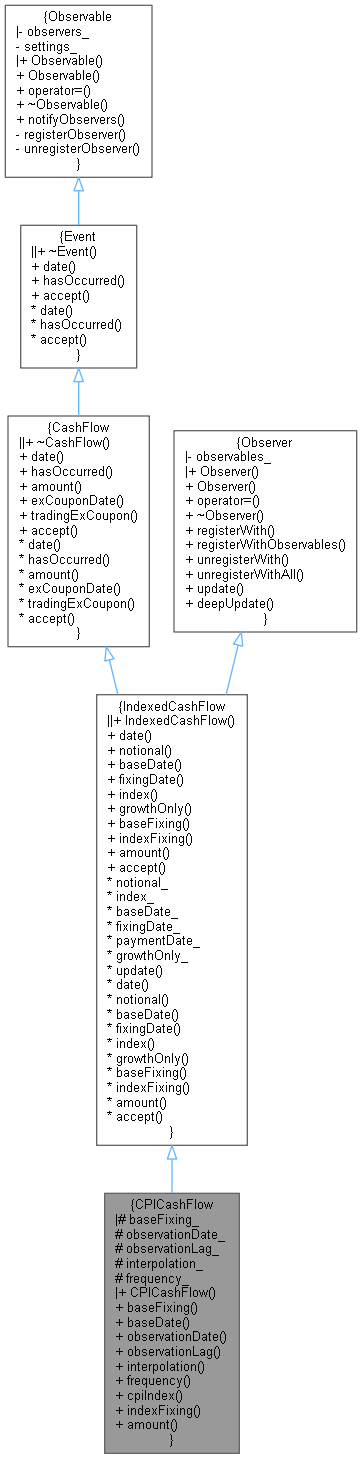 {Observable
|- observers_
- settings_
|+ Observable()
+ Observable()
+ operator=()
+ ~Observable()
+ notifyObservers()
- registerObserver()
- unregisterObserver()
}
{Event
||+ ~Event()
+ date()
+ hasOccurred()
+ accept()
* date()
* hasOccurred()
* accept()
}
{CashFlow
||+ ~CashFlow()
+ date()
+ hasOccurred()
+ amount()
+ exCouponDate()
+ tradingExCoupon()
+ accept()
* date()
* hasOccurred()
* amount()
* exCouponDate()
* tradingExCoupon()
* accept()
}
{Observer
|- observables_
|+ Observer()
+ Observer()
+ operator=()
+ ~Observer()
+ registerWith()
+ registerWithObservables()
+ unregisterWith()
+ unregisterWithAll()
+ update()
+ deepUpdate()
}
{IndexedCashFlow
||+ IndexedCashFlow()
+ date()
+ notional()
+ baseDate()
+ fixingDate()
+ index()
+ growthOnly()
+ baseFixing()
+ indexFixing()
+ amount()
+ accept()
* notional_
* index_
* baseDate_
* fixingDate_
* paymentDate_
* growthOnly_
* update()
* date()
* notional()
* baseDate()
* fixingDate()
* index()
* growthOnly()
* baseFixing()
* indexFixing()
* amount()
* accept()
}
{CPICashFlow
|# baseFixing_
# observationDate_
# observationLag_
# interpolation_
# frequency_
|+ CPICashFlow()
+ baseFixing()
+ baseDate()
+ observationDate()
+ observationLag()
+ interpolation()
+ frequency()
+ cpiIndex()
+ indexFixing()
+ amount()
}